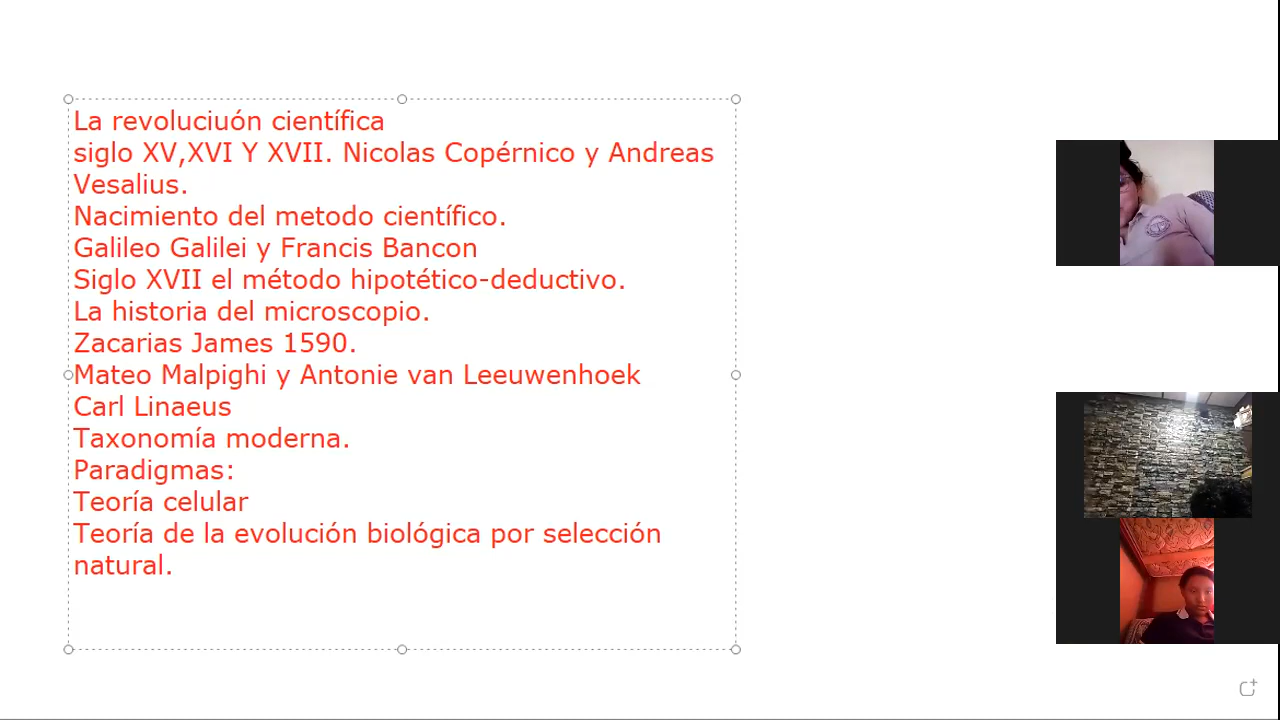 La revoluciuón científica
siglo XV,XVI Y XVII. Nicolas Copérnico y Andreas
Vesalius.
Nacimiento del metodo científico.
Galileo Galilei y Francis Bancon
Siglo XVII el método hipotético-deductivo.
La historia del microscopio.
Zacarias James 1590.
Mateo Malpighi y Antonie van Leeuwenhoek
Carl Linaeus
Taxonomía moderna.
Paradigmas:
Teoría celular
Teoría de la evolución biológica por selección
natural.